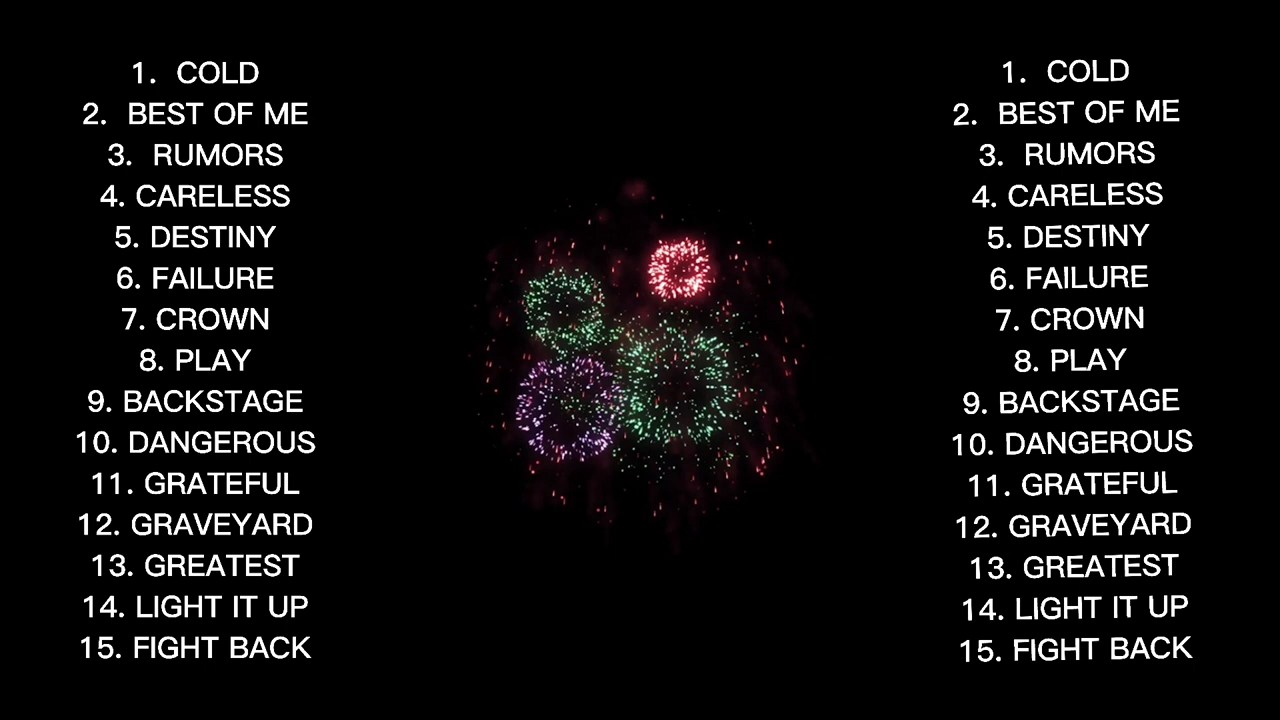 1. COLD
2. BEST OF ME
3. RUMORS
4. CARELESS
5. DESTINY
6. FAILURE
7. CROWN
8. PLAY
9. BACKSTAGE
10. DANGEROUS
11. GRATEFUL
12. GRAVEYARD
13. GREATEST
14. LIGHT IT UP
15. FIGHT BACK
1. COLD
2. BEST OF ME
3. RUMORS
4. CARELESS
5. DESTINY
6. FAILURE
7. CROWN
8. PLAY
9. BACKSTAGE
10. DANGEROUS
11. GRATEFUL
12. GRAVEYARD
13. GREATEST
14. LIGHT IT UP
15. FIGHT BACK